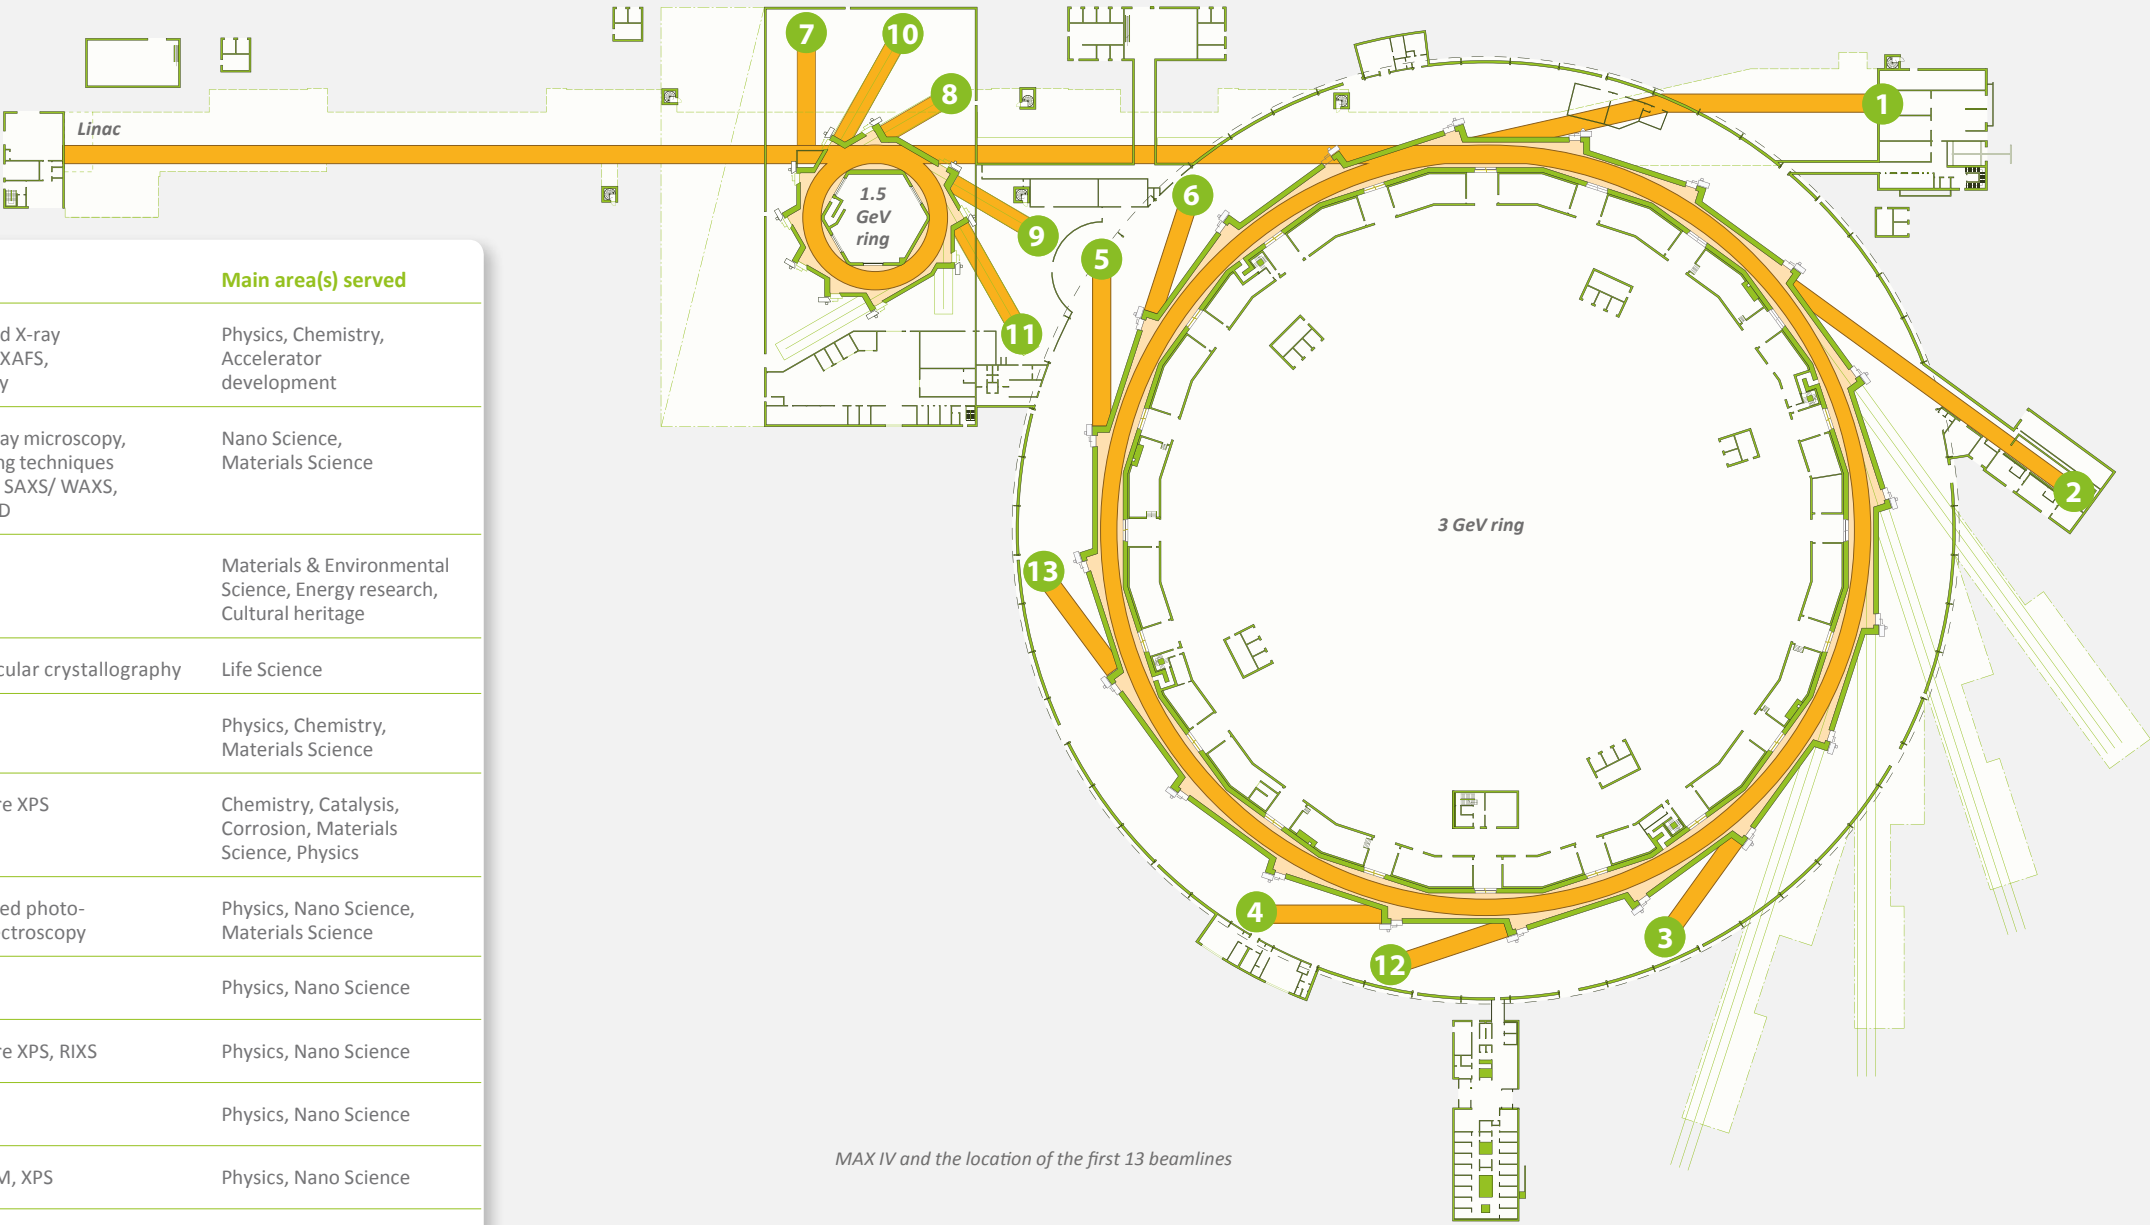 Linac
7
10
8
1
6
1.5
GeV
ring
9
5
11
2
3 GeV ring
13
4
12
3
Main area(s) served
d X-ray
XAFS,
y
Physics, Chemistry,
Accelerator
development
ay microscopy,
ng techniques
SAXS/ WAXS,
D
Nano Science,
Materials Science
Materials & Environmental
Science, Energy research,
Cultural heritage
cular crystallography
Life Science
Physics, Chemistry,
Materials Science
re XPS
Chemistry, Catalysis,
Corrosion, Materials
Science, Physics
ed photo-
ectroscopy
Physics, Nano Science,
Materials Science
Physics, Nano Science
re XPS, RIXS
Physics, Nano Science
Physics, Nano Science
M, XPS
Physics, Nano Science
MAX IV and the location of the first 13 beamlines